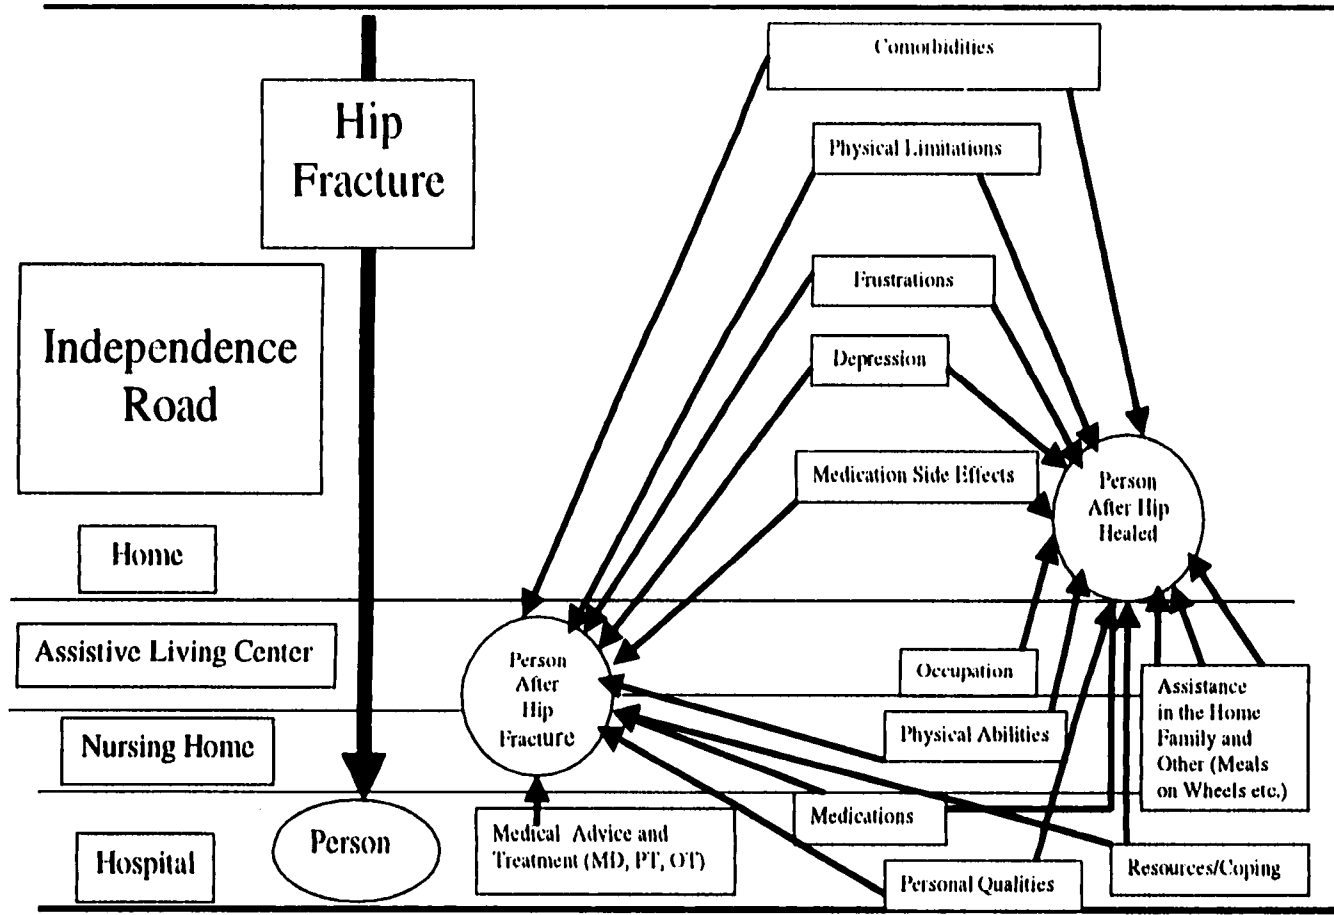 Comorbidities
Hip
Fracture
Physical Limitations
Frustrations
Independence
Road
Depression
Medication Side Effects
Person
After Hip
Healed
Home
Assistive Living Center
Person
After
Hip
Fracture
Occupation
Assistance
in the Home
Family and
Other (Meals
on Wheels etc.)
Nursing Home
Physical Abilities
Person
Medical Advice and
Treatment (MD, PT, OT)
Medications
Hospital
Personal Qualities
Resources/Coping